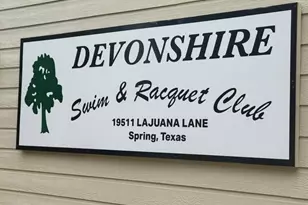 DEVONSHIRE
Swim & Racquet Club
19511 LAJUANA LANE
Spring, Texas